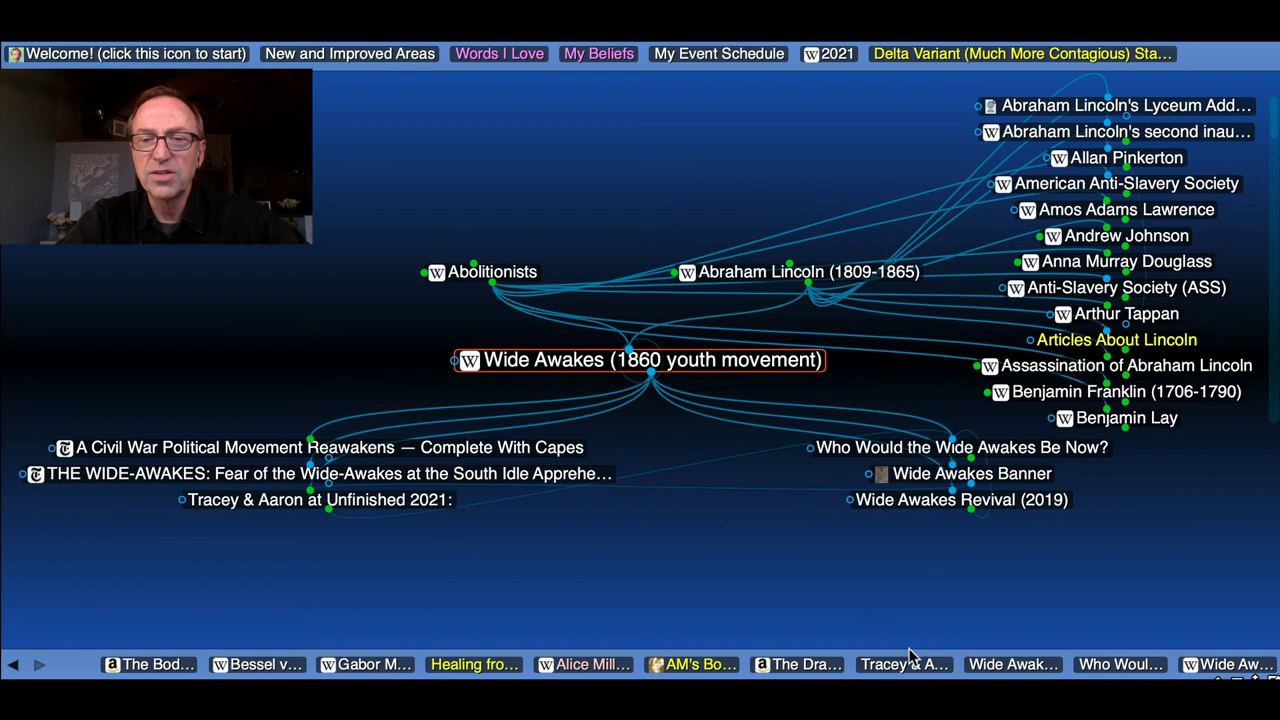 Welcome! (click this icon to start) New and Improved Areas Words I Love My Beliefs My Event Schedule W 2021 Delta Variant (Much More Contagious) Sta...
Abraham Lincoln's Lyceum Add...
W Abraham Lincoln's second inau...
W Allan Pinkerton
W American Anti-Slavery Society
W Amos Adams Lawrence
W Andrew Johnson
W Anna Murray Douglass
W Abolitionists W Abraham Lincoln (1809-1865)
W Anti-Slavery Society (ASS)
W Arthur Tappan
Articles About Lincoln
W Wide Awakes (1860 youth movement)
W Assassination of Abraham Lincoln
W Benjamin Franklin (1706-1790)
W Benjamin Lay
T A Civil War Political Movement Reawakens — Complete With Capes Who Would the Wide Awakes Be Now?
T THE WIDE-AWAKES: Fear of the Wide-Awakes at the South Idle Apprehe... Wide Awakes Banner
Tracey & Aaron at Unfinished 2021: Wide Awakes Revival (2019)
a The Bod... W Bessel v... W Gabor M... Healing fro... W Alice Mill... AM's Bo... a The Dra... Tracey & A... Wide Awak... Who Woul... W Wide Aw...